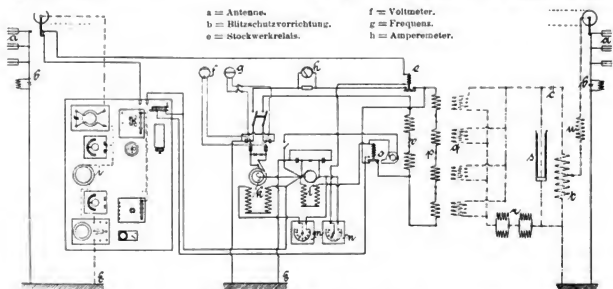 a = Antenne.
b = Blitzschutzvorrichtung.
e = Stockwerkrelais.
f = Voltmeter.
g = Frequenz.
h = Amperemeter.
a
b
f
g
h
e
a
b
i
k
l
m
n
o
p
q
r
s
t
u